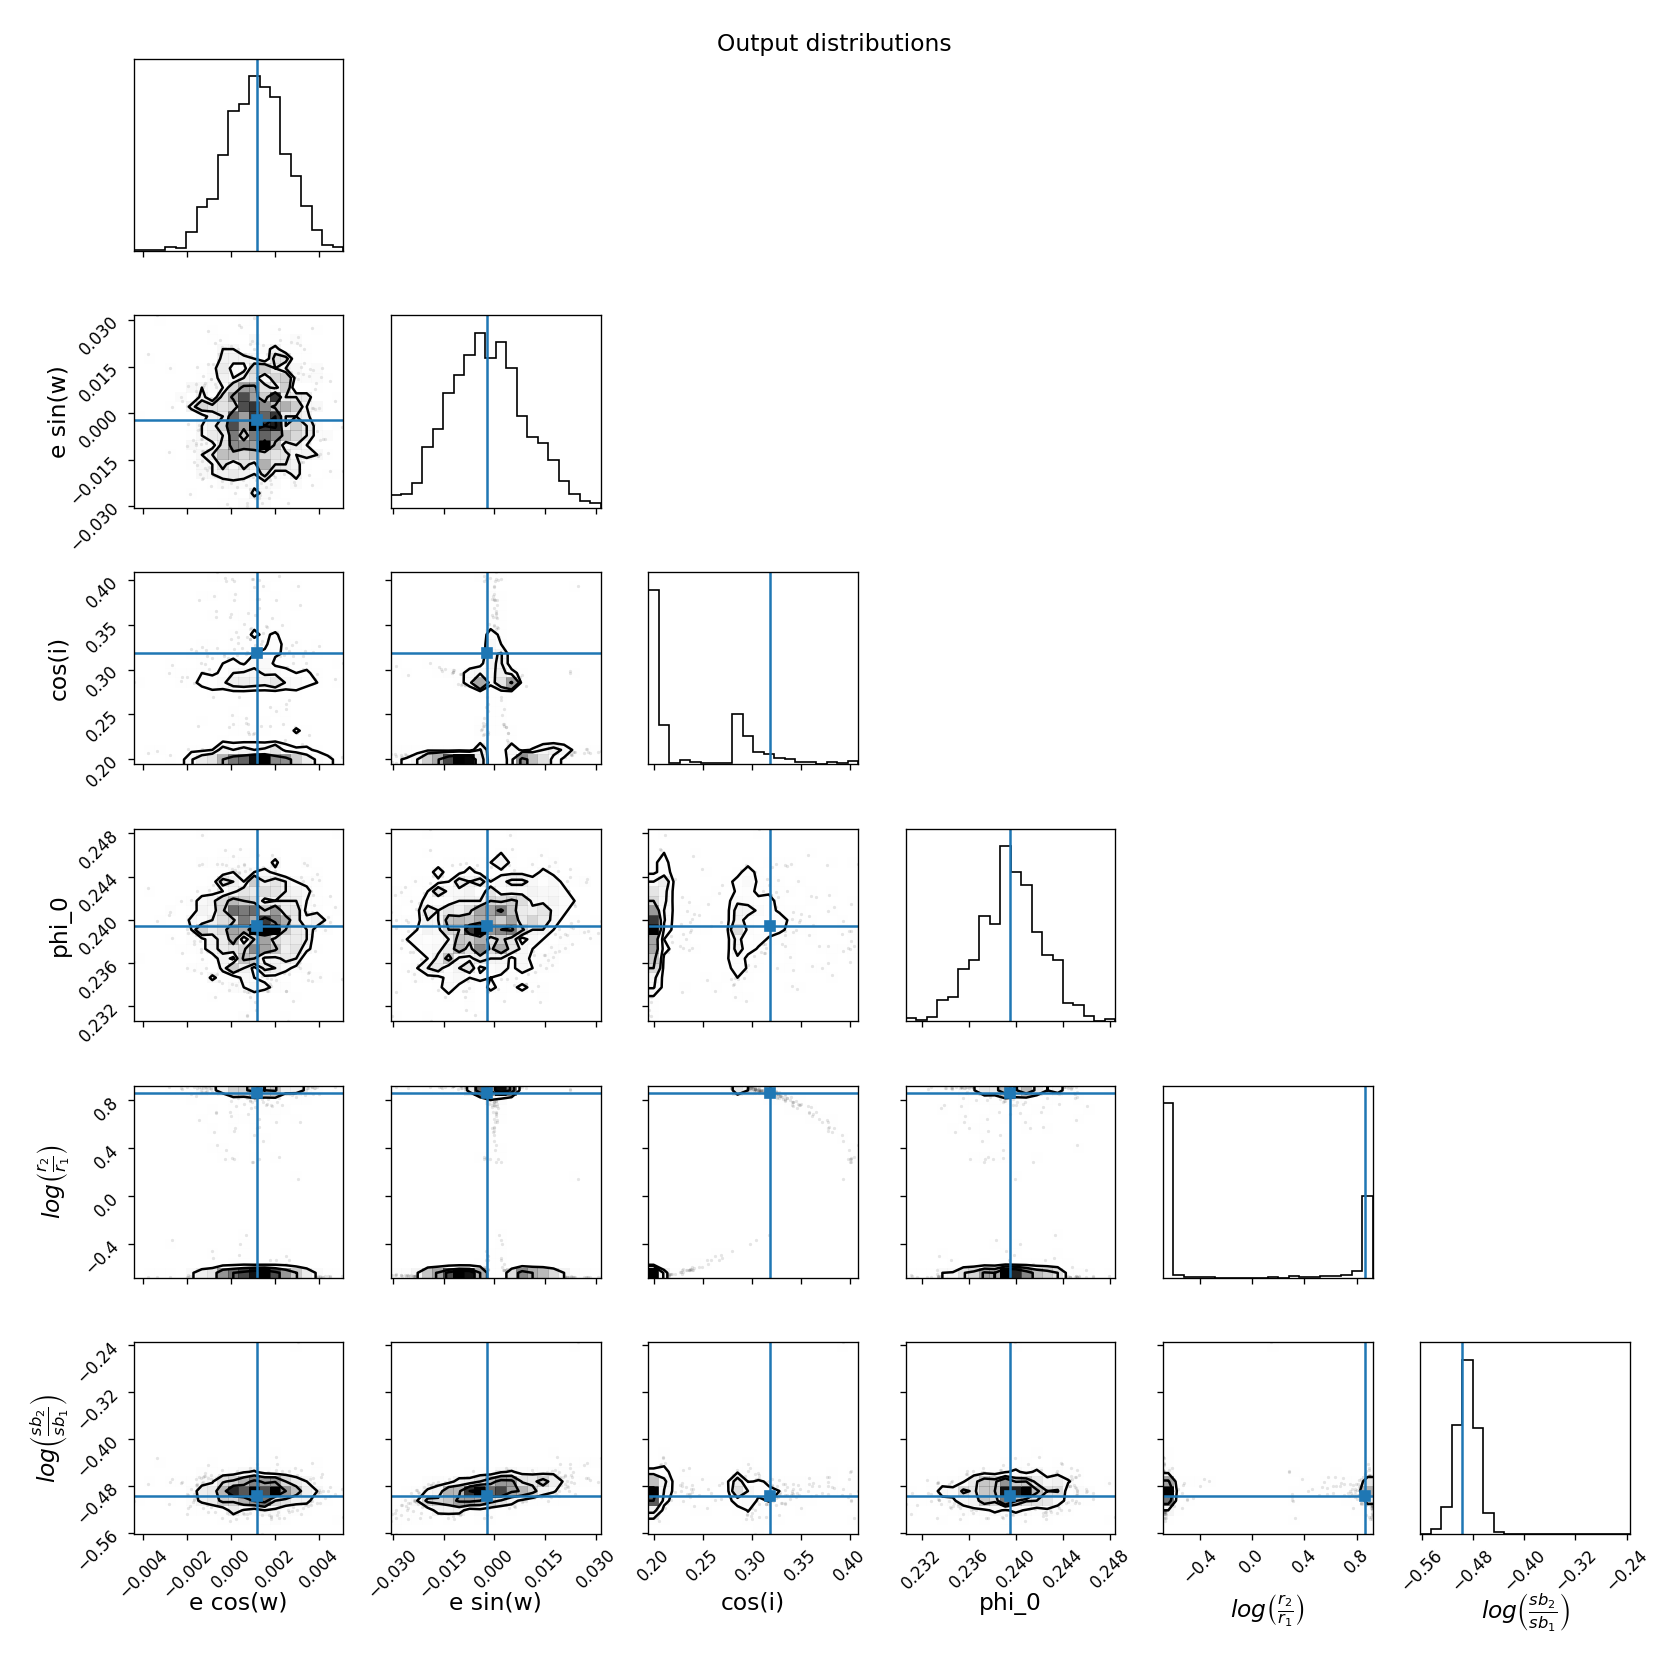 Output distributions
0.030
0.015
0.000
−0.015
−0.030
e sin(w)
0.40
0.35
0.30
0.25
0.20
cos(i)
0.248
0.244
0.240
0.236
0.232
phi_0
0.8
0.4
0.0
−0.4
log(r₂/r₁)
−0.24
−0.32
−0.40
−0.48
−0.56
log(sb₂/sb₁)
−0.004 −0.002 0.000 0.002 0.004
−0.030 −0.015 0.000 0.015 0.030
0.20 0.25 0.30 0.35 0.40
0.232 0.236 0.240 0.244 0.248
−0.4 0.0 0.4 0.8
−0.56 −0.48 −0.40 −0.32 −0.24
e cos(w) e sin(w) cos(i) phi_0 log(r₂/r₁) log(sb₂/sb₁)